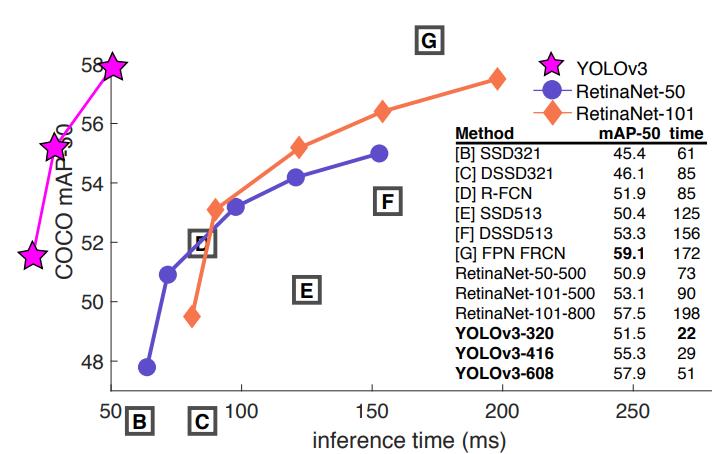 G
58
YOLOv3
RetinaNet-50
RetinaNet-101
Method mAP-50 time
[B] SSD321 45.4 61
[C] DSSD321 46.1 85
[D] R-FCN 51.9 85
[E] SSD513 50.4 125
[F] DSSD513 53.3 156
[G] FPN FRCN 59.1 172
RetinaNet-50-500 50.9 73
RetinaNet-101-500 53.1 90
RetinaNet-101-800 57.5 198
YOLOv3-320 51.5 22
YOLOv3-416 55.3 29
YOLOv3-608 57.9 51
56
54
52
50
48
COCO mAP-50
D
E
F
50 100 150 200 250
B C
inference time (ms)